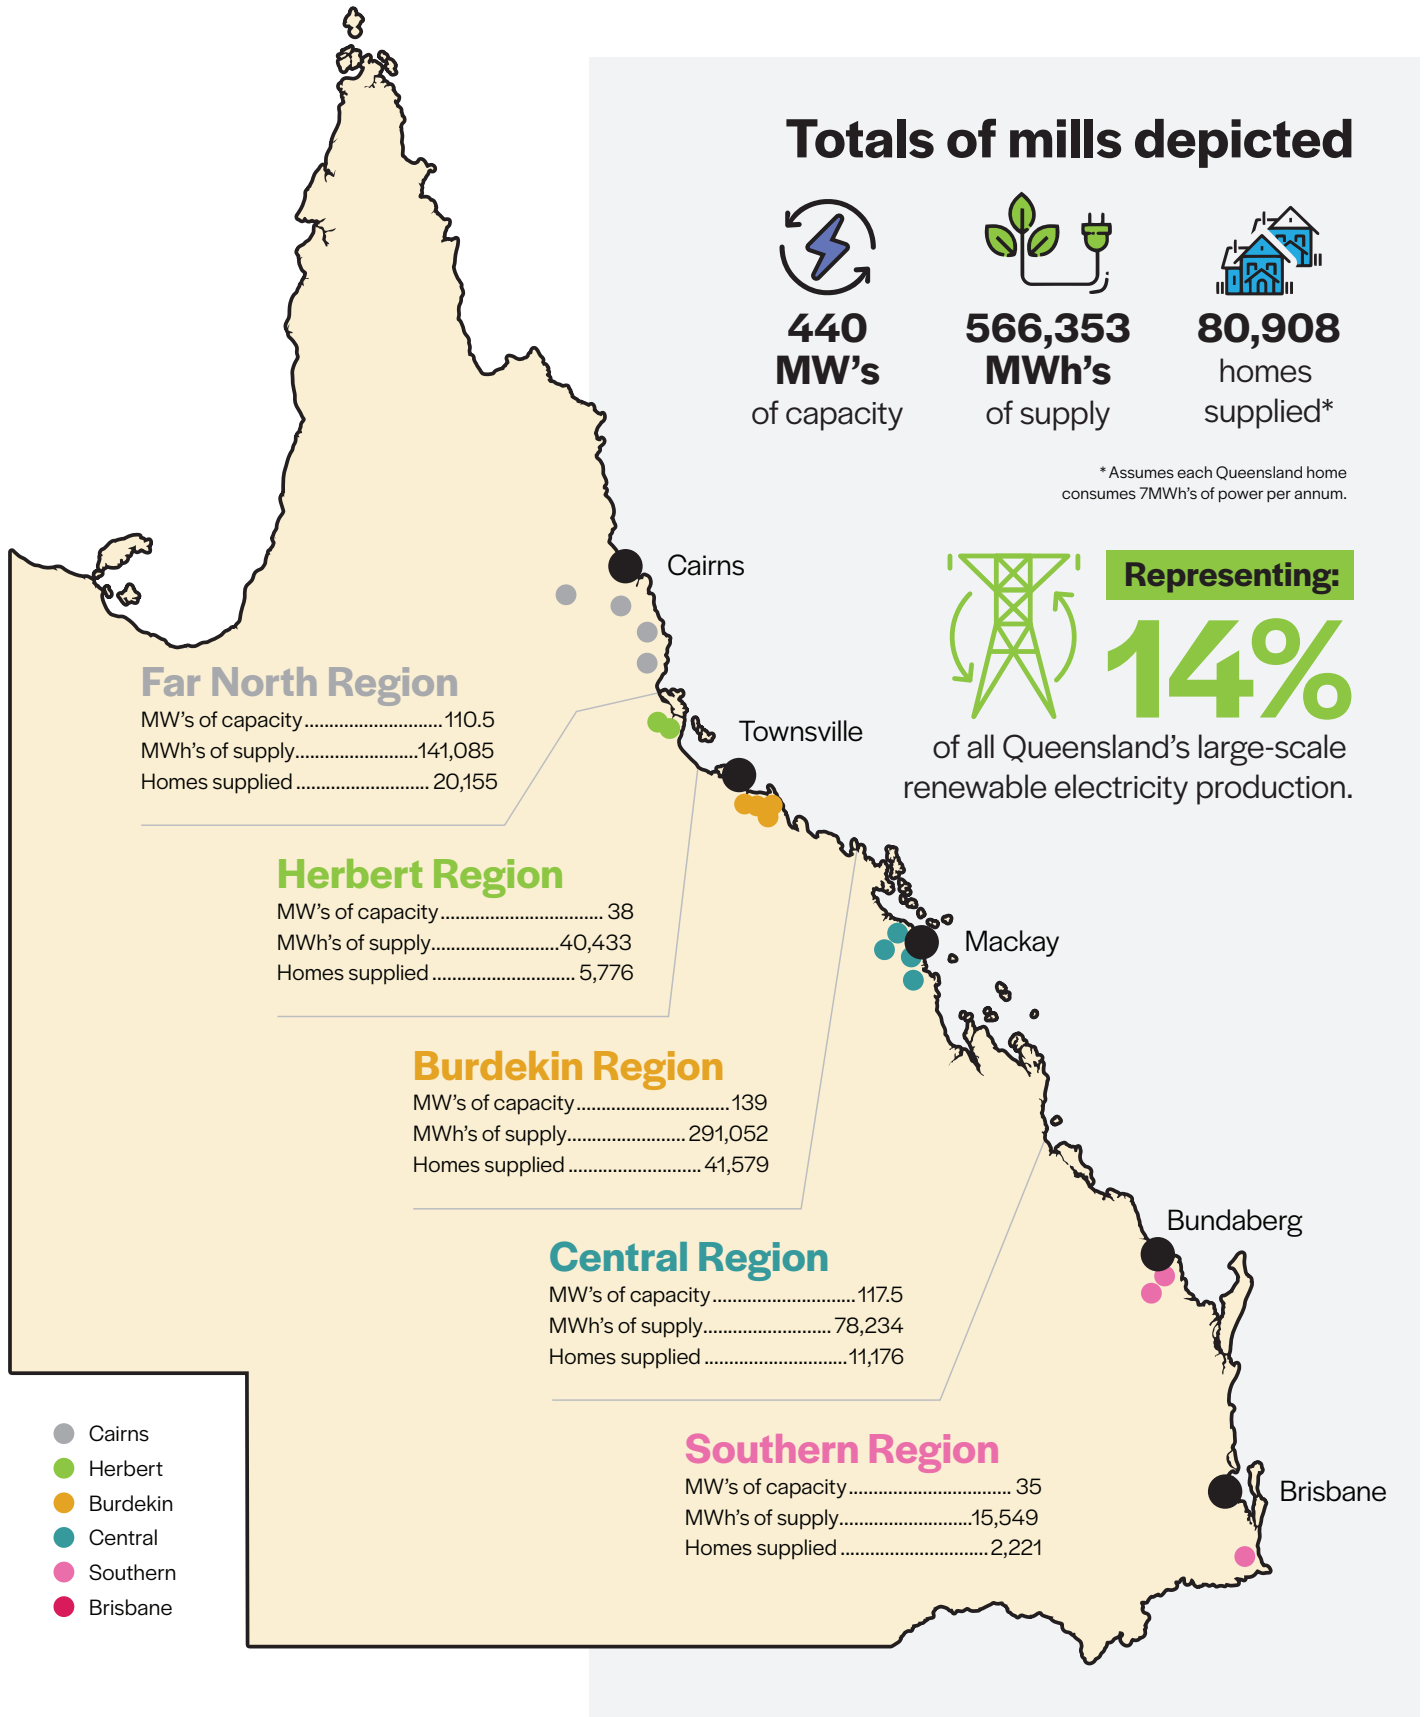 Totals of mills depicted
440
MW's
of capacity
566,353
MWh's
of supply
80,908
homes
supplied*
* Assumes each Queensland home
consumes 7MWh's of power per annum.
Representing:
14%
of all Queensland's large-scale
renewable electricity production.
Cairns
Townsville
Mackay
Bundaberg
Brisbane
Far North Region
MW's of capacity............................110.5
MWh's of supply.........................141,085
Homes supplied........................... 20,155
Herbert Region
MW's of capacity................................. 38
MWh's of supply..........................40,433
Homes supplied ............................. 5,776
Burdekin Region
MW's of capacity...............................139
MWh's of supply........................ 291,052
Homes supplied ........................... 41,579
Central Region
MW's of capacity.............................117.5
MWh's of supply.......................... 78,234
Homes supplied .............................11,176
Southern Region
MW's of capacity................................. 35
MWh's of supply...........................15,549
Homes supplied ..............................2,221
Cairns
Herbert
Burdekin
Central
Southern
Brisbane